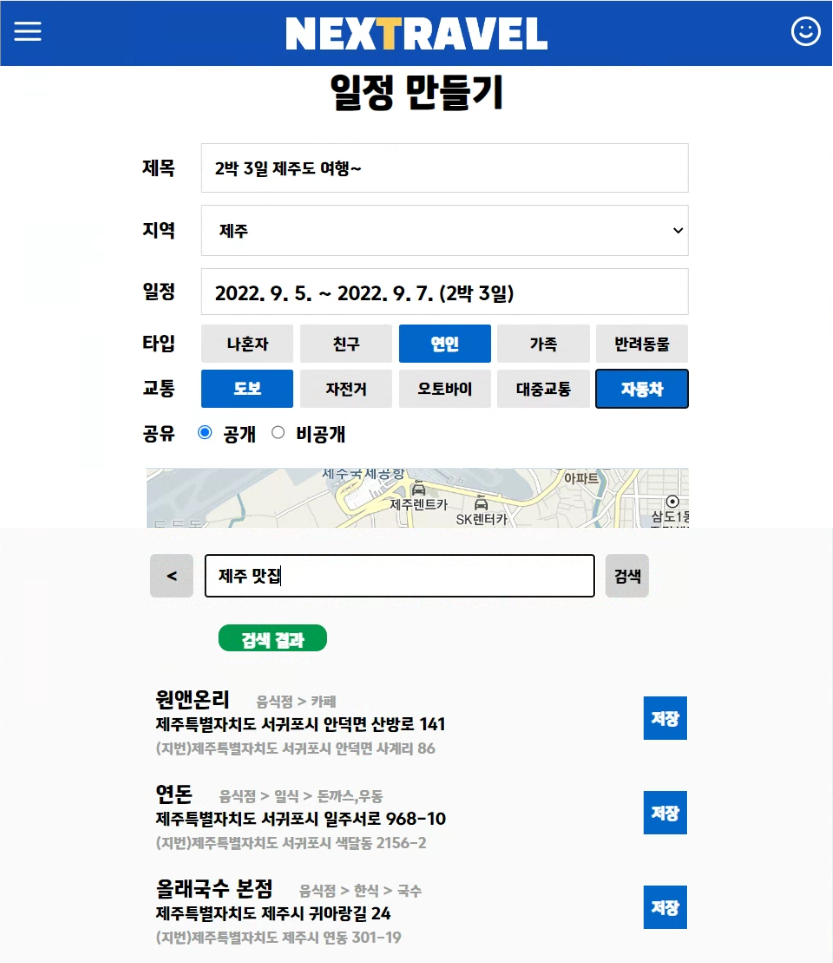 NEXTRAVEL
일정 만들기
제목 2박 3일 제주도 여행~
지역 제주
일정 2022. 9. 5. ~ 2022. 9. 7. (2박 3일)
타입 나혼자 친구 연인 가족 반려동물
교통 도보 자전거 오토바이 대중교통 자동차
공유 공개 비공개
제주국제공항 아파트
제주렌트카
SK렌터카 삼도1동
< 제주 맛집 검색
검색 결과
원앤온리 음식점 > 카페
제주특별자치도 서귀포시 안덕면 산방로 141 저장
(지번)제주특별자치도 서귀포시 안덕면 사계리 86
연돈 음식점 > 일식 > 돈까스,우동
제주특별자치도 서귀포시 일주서로 968-10 저장
(지번)제주특별자치도 서귀포시 색달동 2156-2
올래국수 본점 음식점 > 한식 > 국수
제주특별자치도 제주시 귀아랑길 24 저장
(지번)제주특별자치도 제주시 연동 301-19